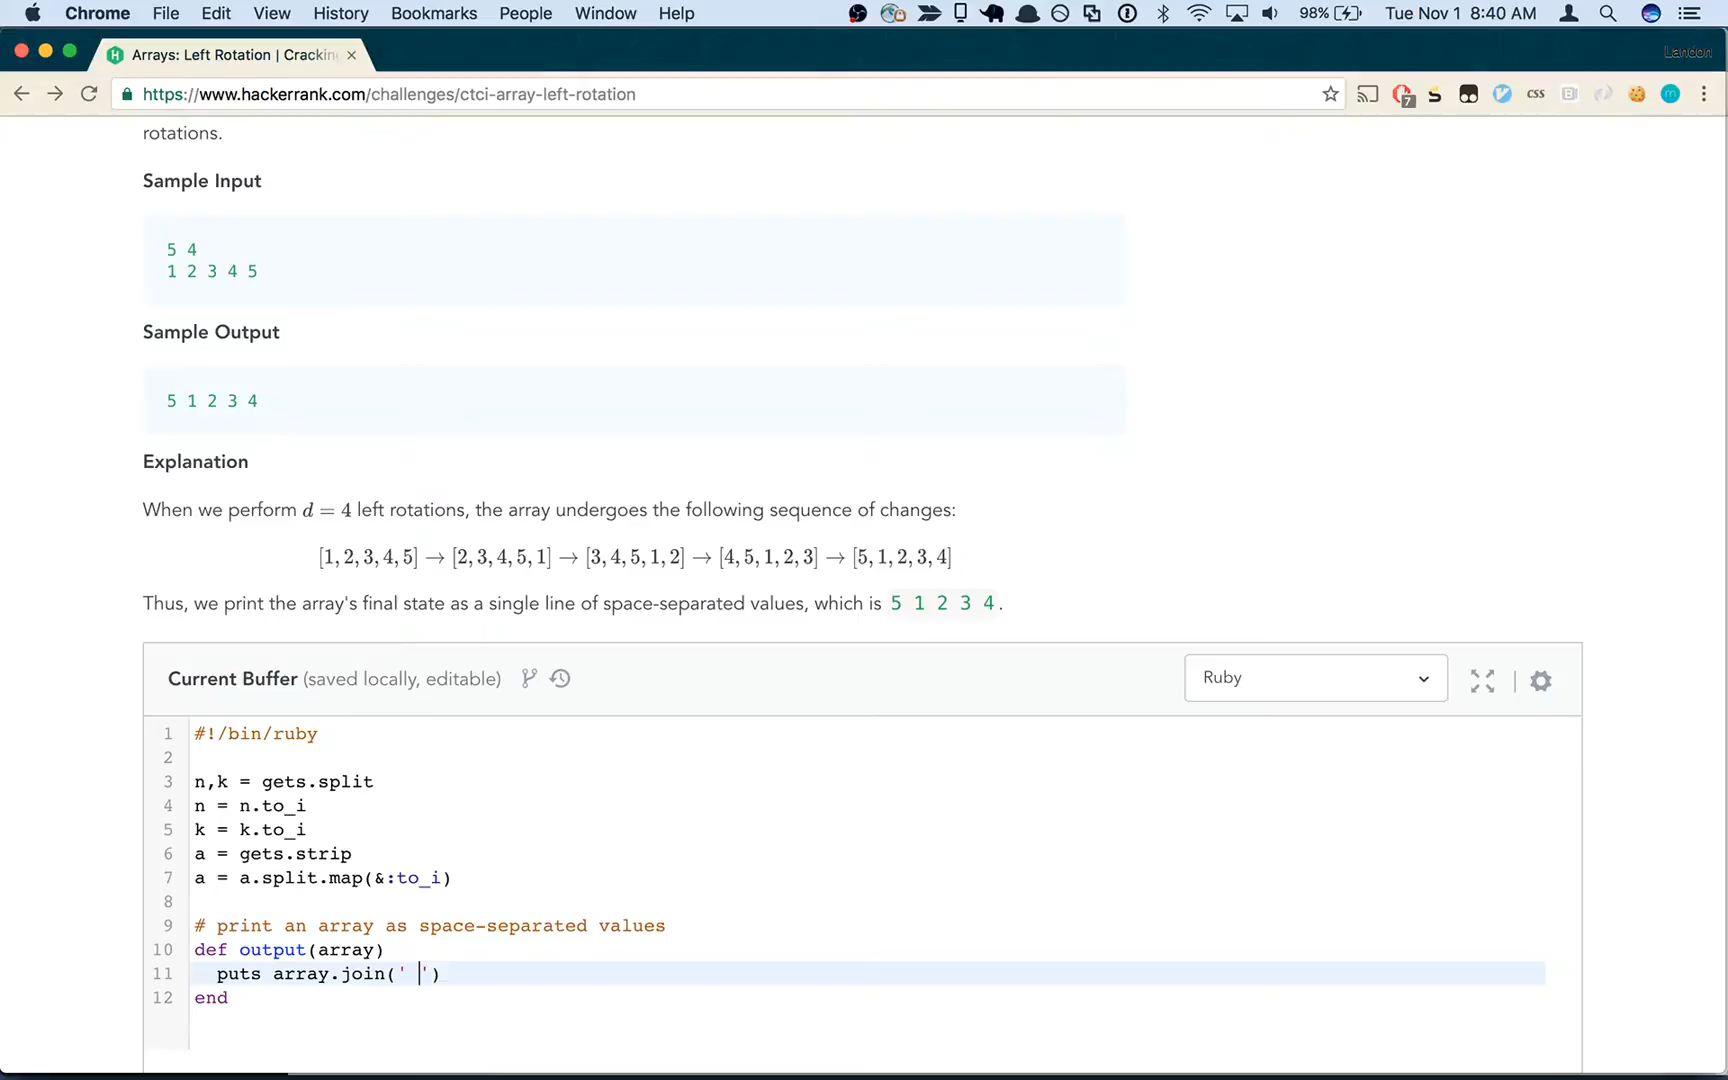 Chrome File Edit View History Bookmarks People Window Help 98% Tue Nov 1 8:40 AM
Arrays: Left Rotation | Crackin
Landon
https://www.hackerrank.com/challenges/ctci-array-left-rotation
7 css
rotations.
Sample Input
5 4
1 2 3 4 5
Sample Output
5 1 2 3 4
Explanation
When we perform d = 4 left rotations, the array undergoes the following sequence of changes:
[1, 2, 3, 4, 5] → [2, 3, 4, 5, 1] → [3, 4, 5, 1, 2] → [4, 5, 1, 2, 3] → [5, 1, 2, 3, 4]
Thus, we print the array's final state as a single line of space-separated values, which is 5 1 2 3 4.
Current Buffer (saved locally, editable)
Ruby
1 #!/bin/ruby
2
3 n,k = gets.split
4 n = n.to_i
5 k = k.to_i
6 a = gets.strip
7 a = a.split.map(&:to_i)
8
9 # print an array as space-separated values
10 def output(array)
11 puts array.join(' ')
12 end